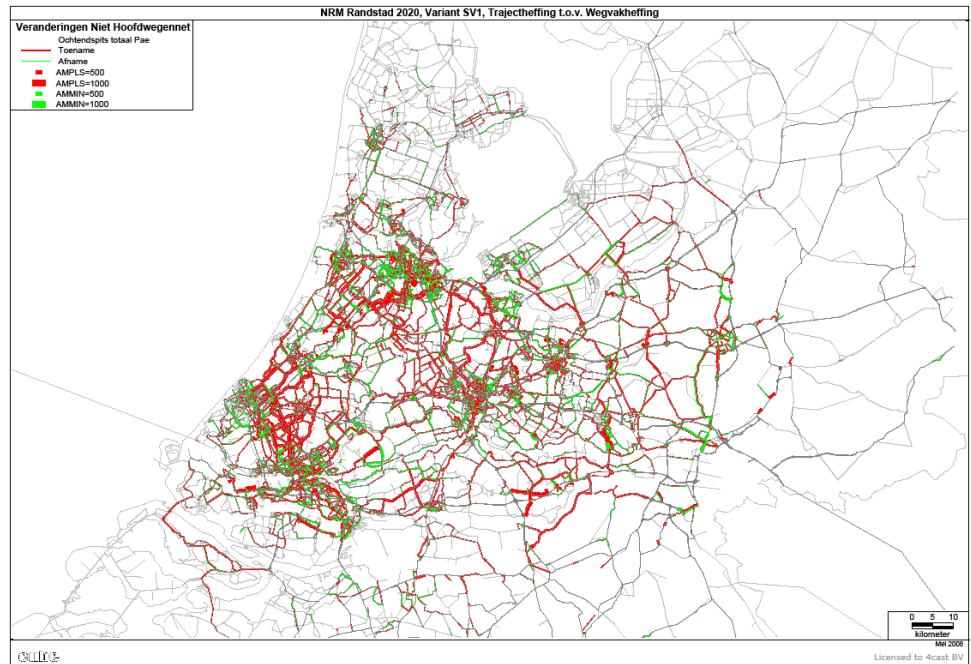 NRM Randstad 2020, Variant SV1, Trajectheffing t.o.v. Wegvakheffing
Veranderingen Niet Hoofdwegennet
Ochtendspits totaal Pae
Toename
Afname
AMPLS=500
AMPLS=1000
AMMIN=500
AMMIN=1000
0 5 10
kilometer
Mei 2008
cube
Licensed to 4cast BV